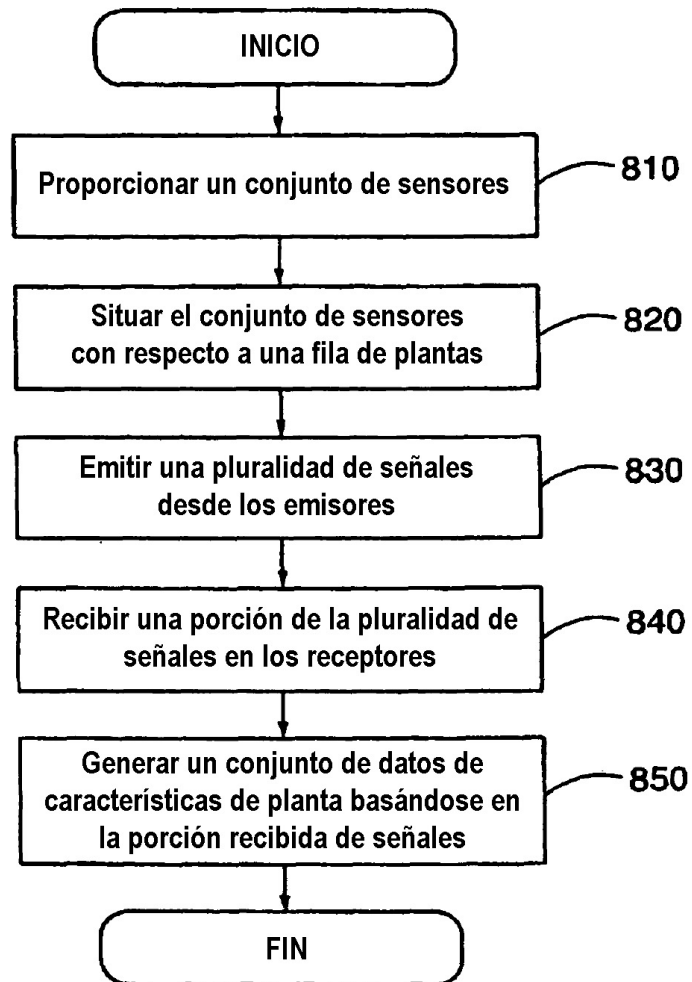 INICIO
Proporcionar un conjunto de sensores
810
Situar el conjunto de sensores
con respecto a una fila de plantas
820
Emitir una pluralidad de señales
desde los emisores
830
Recibir una porción de la pluralidad de
señales en los receptores
840
Generar un conjunto de datos de
características de planta basándose en
la porción recibida de señales
850
FIN